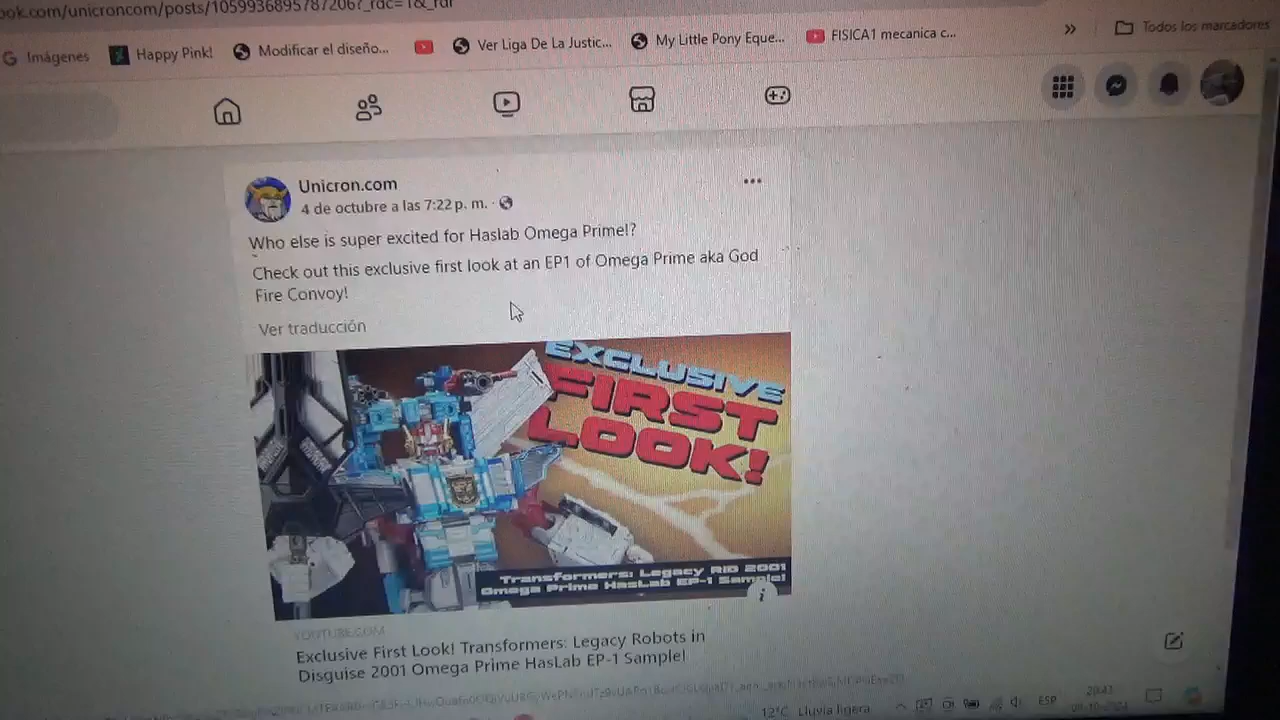 ook.com/unicroncom/posts/1059936895787206?_rdc=1&_rdr
Imágenes
Happy Pink!
Modificar el diseño...
Ver Liga De La Justic...
My Little Pony Eque...
FISICA1 mecanica c...
»
Todos los marcadores
Unicron.com
4 de octubre a las 7:22 p. m. ·
Who else is super excited for Haslab Omega Prime!?
Check out this exclusive first look at an EP1 of Omega Prime aka God
Fire Convoy!
Ver traducción
EXCLUSIVE
FIRST
LOOK!
Transformers: Legacy RID 2001
Omega Prime HasLab EP-1 Sample!
YOUTUBE.COM
Exclusive First Look! Transformers: Legacy Robots in
Disguise 2001 Omega Prime HasLab EP-1 Sample!
12°C Lluvia ligera
ESP
20:43